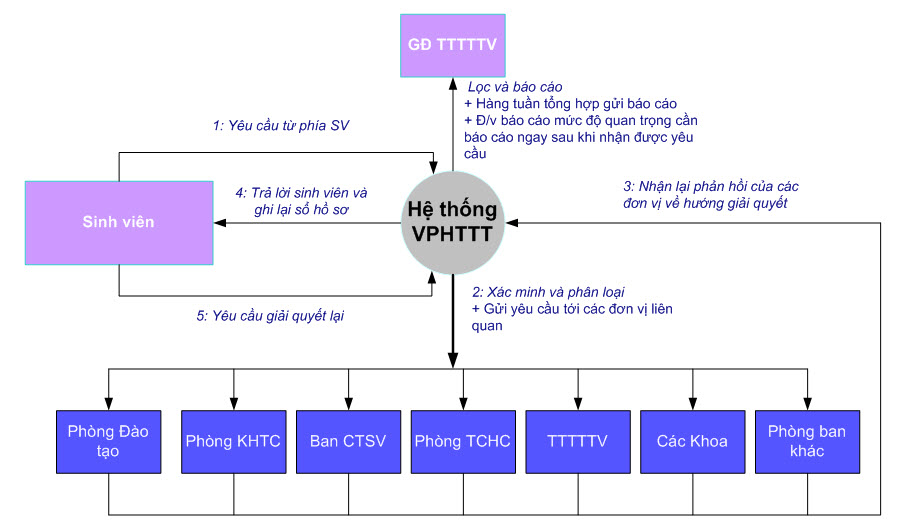 GĐ TTTTTV
Lọc và báo cáo
+ Hàng tuần tổng hợp gửi báo cáo
+ Đ/v báo cáo mức độ quan trọng cần
báo cáo ngay sau khi nhận được yêu
cầu
1: Yêu cầu từ phía SV
Sinh viên
4: Trả lời sinh viên và
ghi lại số hồ sơ
Hệ thống
VPHTTT
3: Nhận lại phản hồi của các
đơn vị về hướng giải quyết
5: Yêu cầu giải quyết lại
2: Xác minh và phân loại
+ Gửi yêu cầu tới các đơn vị liên
quan
Phòng Đào
tạo
Phòng KHTC
Ban CTSV
Phòng TCHC
TTTTTV
Các Khoa
Phòng ban
khác